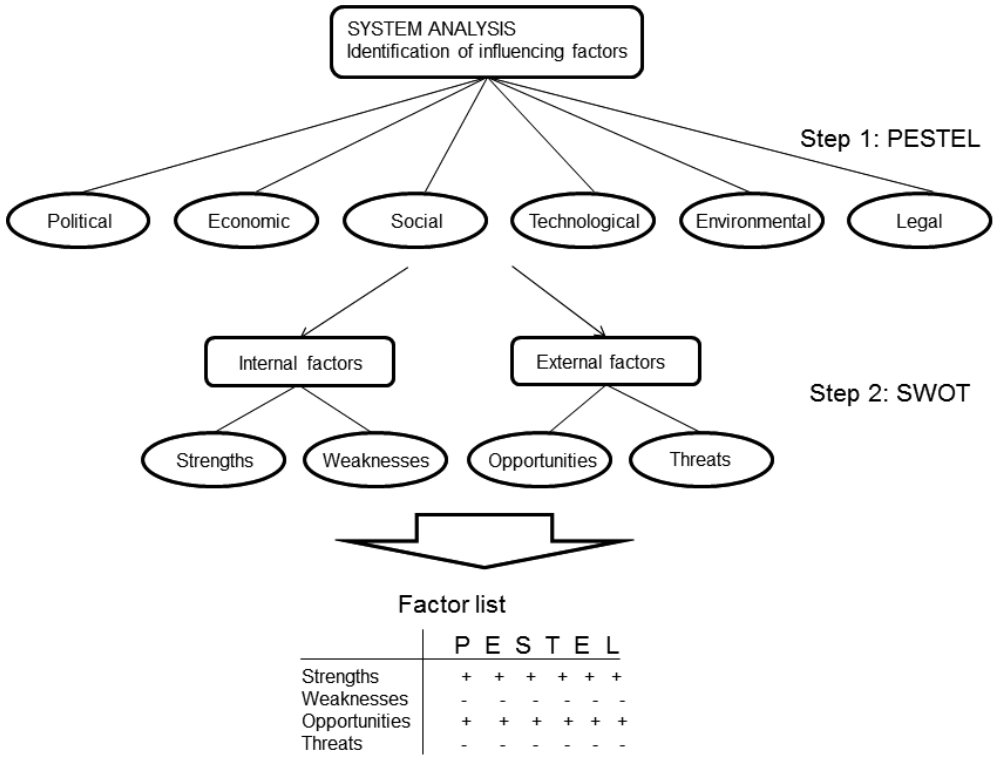 SYSTEM ANALYSIS
Identification of influencing factors
Step 1: PESTEL
Political
Economic
Social
Technological
Environmental
Legal
Internal factors
External factors
Step 2: SWOT
Strengths
Weaknesses
Opportunities
Threats
Factor list
P E S T E L
Strengths + + + + + +
Weaknesses - - - - - -
Opportunities + + + + + +
Threats - - - - - -